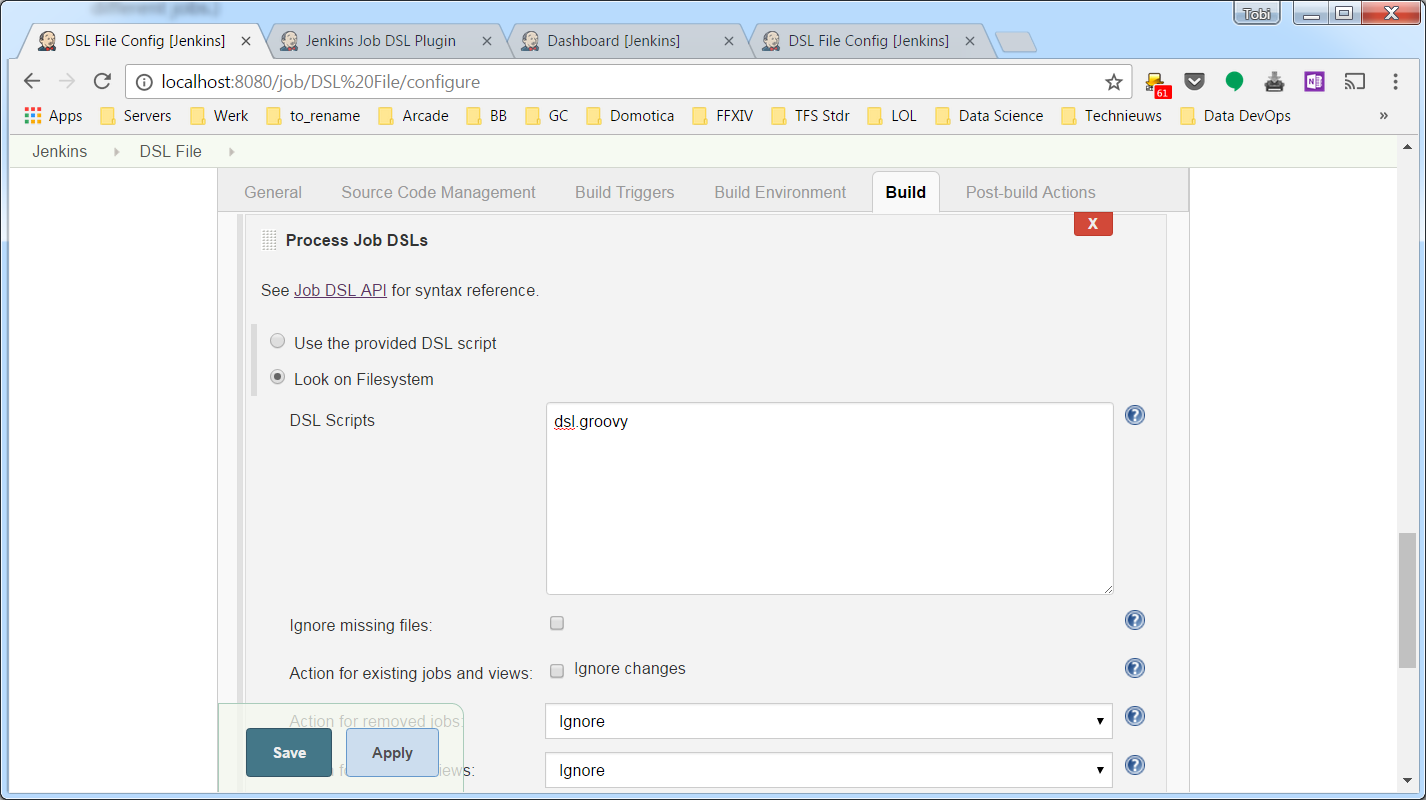 different jobs.)
Tobi
DSL File Config [Jenkins]
Jenkins Job DSL Plugin
Dashboard [Jenkins]
DSL File Config [Jenkins]
localhost:8080/job/DSL%20File/configure
61
N
Apps
Servers
Werk
to_rename
Arcade
BB
GC
Domotica
FFXIV
TFS Stdr
LOL
Data Science
Technieuws
Data DevOps
»
Jenkins
DSL File
General
Source Code Management
Build Triggers
Build Environment
Build
Post-build Actions
X
Process Job DSLs
See Job DSL API for syntax reference.
Use the provided DSL script
Look on Filesystem
DSL Scripts
dsl.groovy
?
Ignore missing files:
?
Action for existing jobs and views:
Ignore changes
?
Action for removed jobs:
Ignore
?
Save
Apply
views:
Ignore
?